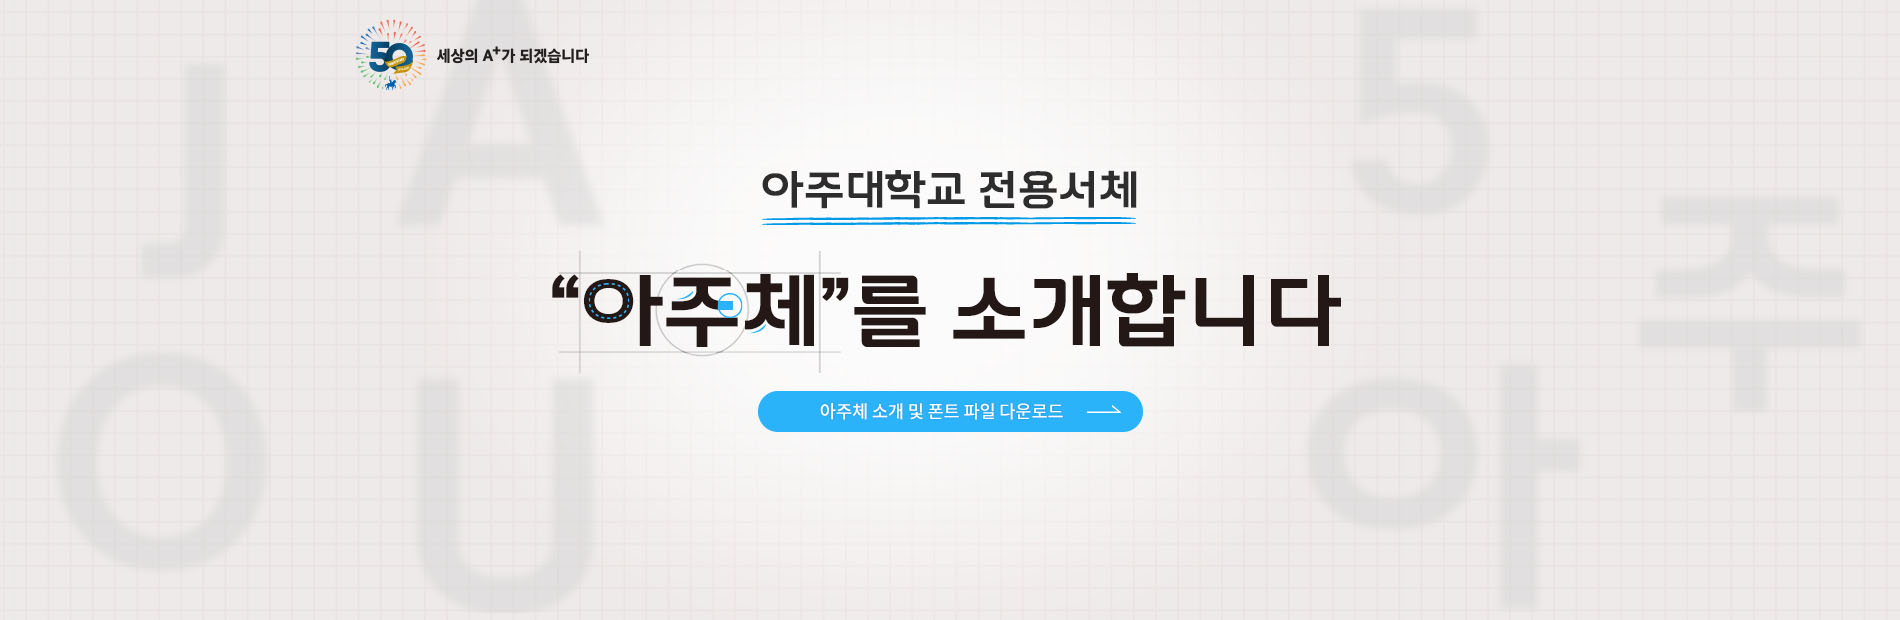 50
세상의 A+가 되겠습니다
아주대학교 전용서체
“아주체”를 소개합니다
아주체 소개 및 폰트 파일 다운로드
J A 5
주
O U 아